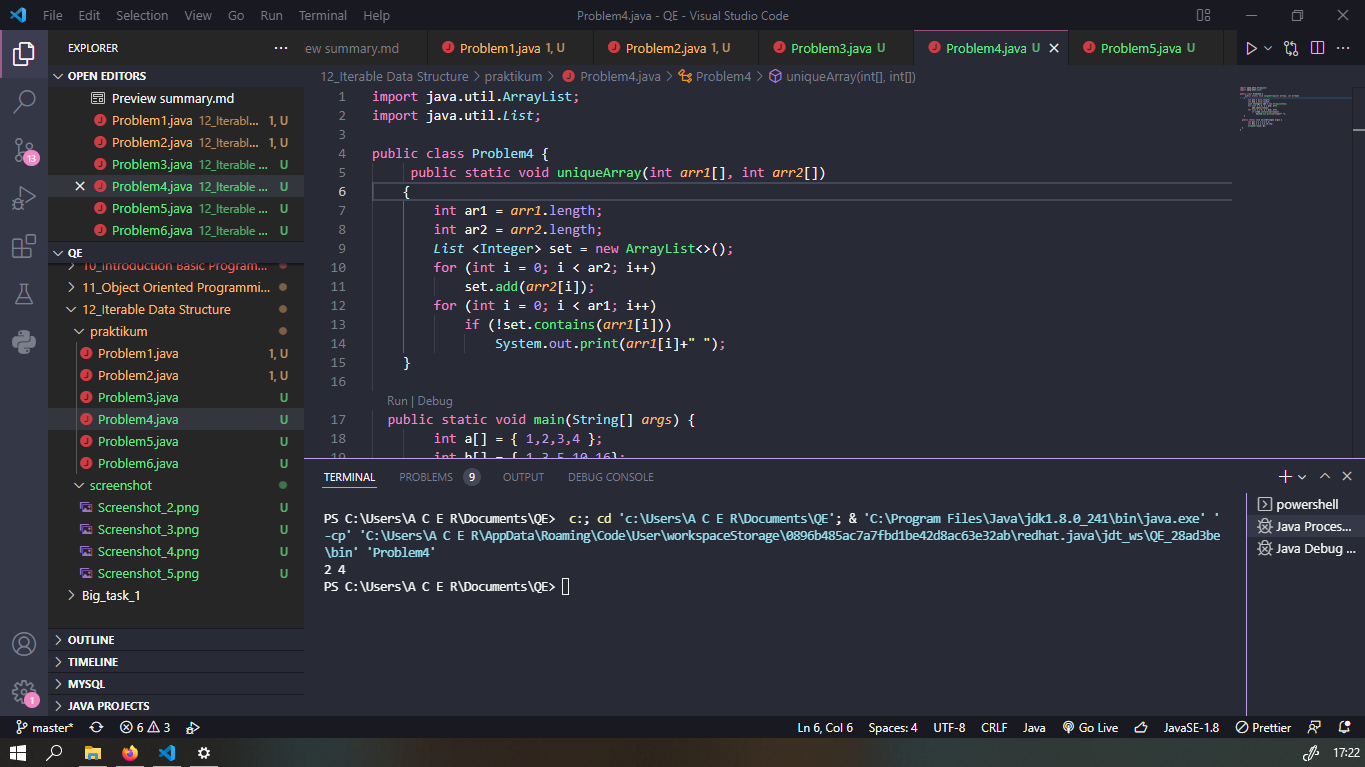 File Edit Selection View Go Run Terminal Help Problem4.java - QE - Visual Studio Code
EXPLORER ···
ew summary.md Problem1.java 1, U Problem2.java 1, U Problem3.java U Problem4.java U Problem5.java U
12_Iterable Data Structure > praktikum > Problem4.java > Problem4 > uniqueArray(int[], int[])
OPEN EDITORS
Preview summary.md
Problem1.java 12_Iterabl... 1, U
Problem2.java 12_Iterabl... 1, U
Problem3.java 12_Iterable ... U
Problem4.java 12_Iterable ... U
Problem5.java 12_Iterable ... U
Problem6.java 12_Iterable ... U
QE
10_Introduction Basic Program...
11_Object Oriented Programmi...
12_Iterable Data Structure
praktikum
Problem1.java 1, U
Problem2.java 1, U
Problem3.java U
Problem4.java U
Problem5.java U
Problem6.java U
screenshot
Screenshot_2.png U
Screenshot_3.png U
Screenshot_4.png U
Screenshot_5.png U
Big_task_1
OUTLINE
TIMELINE
MYSQL
JAVA PROJECTS
13
1
1 import java.util.ArrayList;
2 import java.util.List;
3
4 public class Problem4 {
5 public static void uniqueArray(int arr1[], int arr2[])
6 {
7 int ar1 = arr1.length;
8 int ar2 = arr2.length;
9 List <Integer> set = new ArrayList<>();
10 for (int i = 0; i < ar2; i++)
11 set.add(arr2[i]);
12 for (int i = 0; i < ar1; i++)
13 if (!set.contains(arr1[i]))
14 System.out.print(arr1[i]+" ");
15 }
16
Run | Debug
17 public static void main(String[] args) {
18 int a[] = { 1,2,3,4 };
19 int b[] = { 1,3,5,10,16};
TERMINAL PROBLEMS 9 OUTPUT DEBUG CONSOLE
PS C:\Users\A C E R\Documents\QE> c:; cd 'c:\Users\A C E R\Documents\QE'; & 'C:\Program Files\Java\jdk1.8.0_241\bin\java.exe' '
-cp' 'C:\Users\A C E R\AppData\Roaming\Code\User\workspaceStorage\0896b485ac7a7fbd1be42d8ac63e32ab\redhat.java\jdt_ws\QE_28ad3be
\bin' 'Problem4'
2 4
PS C:\Users\A C E R\Documents\QE>
powershell
Java Proces...
Java Debug ...
master* 6 3 Ln 6, Col 6 Spaces: 4 UTF-8 CRLF Java Go Live JavaSE-1.8 Prettier
17:22